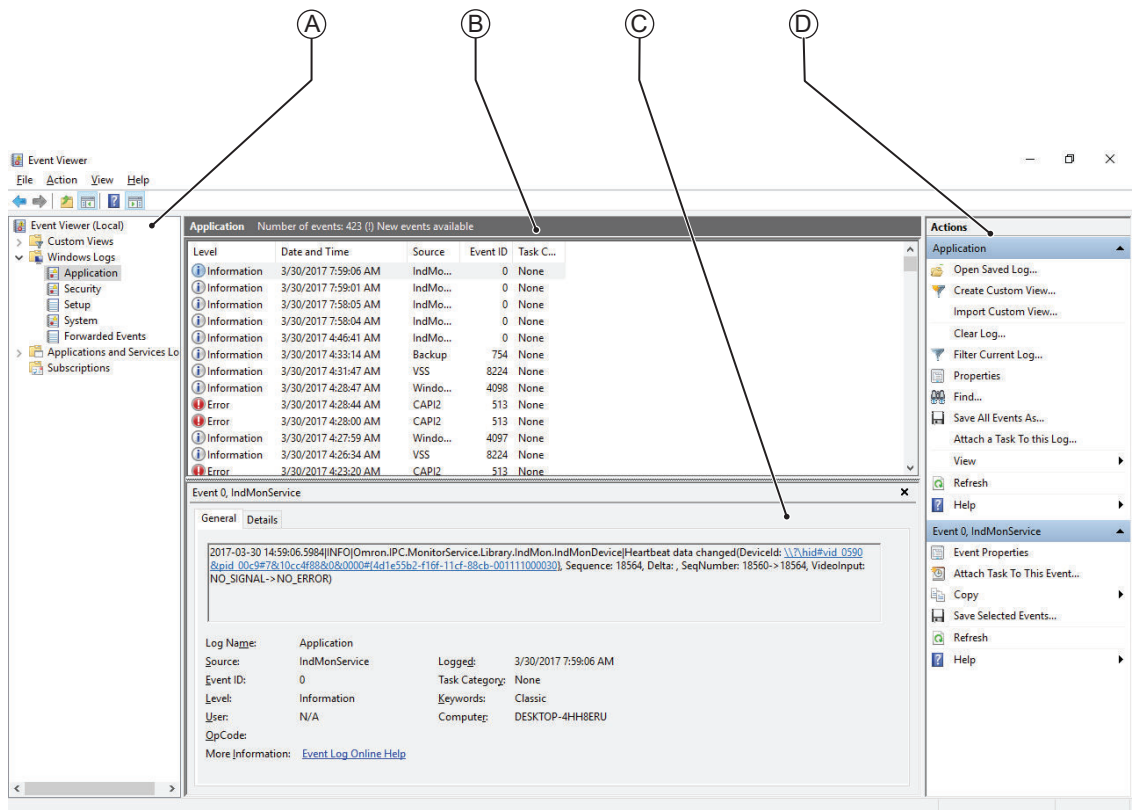 A B C D
Event Viewer
File Action View Help
Event Viewer (Local)
Custom Views
Windows Logs
Application
Security
Setup
System
Forwarded Events
Applications and Services Lo
Subscriptions
Application Number of events: 423 (!) New events available
Level Date and Time Source Event ID Task C...
Information 3/30/2017 7:59:06 AM IndMo... 0 None
Information 3/30/2017 7:59:01 AM IndMo... 0 None
Information 3/30/2017 7:58:05 AM IndMo... 0 None
Information 3/30/2017 7:58:04 AM IndMo... 0 None
Information 3/30/2017 4:46:41 AM IndMo... 0 None
Information 3/30/2017 4:33:14 AM Backup 754 None
Information 3/30/2017 4:31:47 AM VSS 8224 None
Information 3/30/2017 4:28:47 AM Windo... 4098 None
Error 3/30/2017 4:28:44 AM CAPI2 513 None
Error 3/30/2017 4:28:00 AM CAPI2 513 None
Information 3/30/2017 4:27:59 AM Windo... 4097 None
Information 3/30/2017 4:26:34 AM VSS 8224 None
Error 3/30/2017 4:23:20 AM CAPI2 513 None
Event 0, IndMonService
General Details
2017-03-30 14:59:06.5984|INFO|Omron.IPC.MonitorService.Library.IndMon.IndMonDevice|Heartbeat data changed(DeviceId: \\?\hid#vid_0590
&pid_00c9#7&10cc4f88&0&0000#{4d1e55b2-f16f-11cf-88cb-001111000030}, Sequence: 18564, Delta: , SeqNumber: 18560->18564, VideoInput:
NO_SIGNAL->NO_ERROR)
Log Name: Application
Source: IndMonService Logged: 3/30/2017 7:59:06 AM
Event ID: 0 Task Category: None
Level: Information Keywords: Classic
User: N/A Computer: DESKTOP-4HH8ERU
OpCode:
More Information: Event Log Online Help
Actions
Application
Open Saved Log...
Create Custom View...
Import Custom View...
Clear Log...
Filter Current Log...
Properties
Find...
Save All Events As...
Attach a Task To this Log...
View
Refresh
Help
Event 0, IndMonService
Event Properties
Attach Task To This Event...
Copy
Save Selected Events...
Refresh
Help